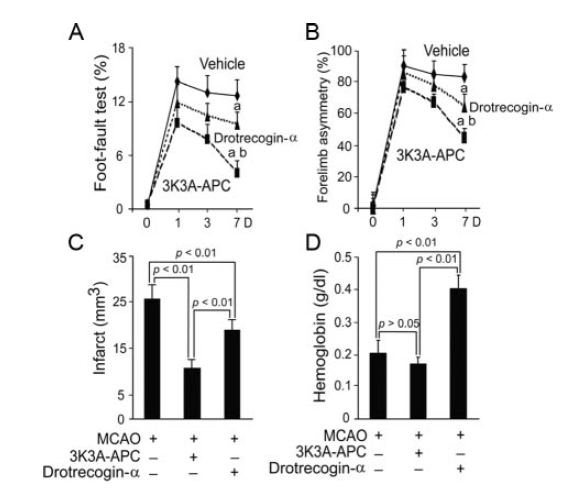 A
Foot-fault test (%)
18
12
6
0
Vehicle
a
Drotrecogin-α
a b
3K3A-APC
0 1 3 7 D
B
Forelimb asymmetry (%)
100
80
60
40
20
0
Vehicle
a
Drotrecogin-α
a b
3K3A-APC
0 1 3 7 D
C
Infarct (mm3)
35
25
15
5
0
p < 0.01
p < 0.01
p < 0.01
MCAO + + +
3K3A-APC – + –
Drotrecogin-α – – +
D
Hemoglobin (g/dl)
0.5
0.4
0.3
0.2
0.1
0
p < 0.01
p < 0.01
p > 0.05
MCAO + + +
3K3A-APC – + –
Drotrecogin-α – – +